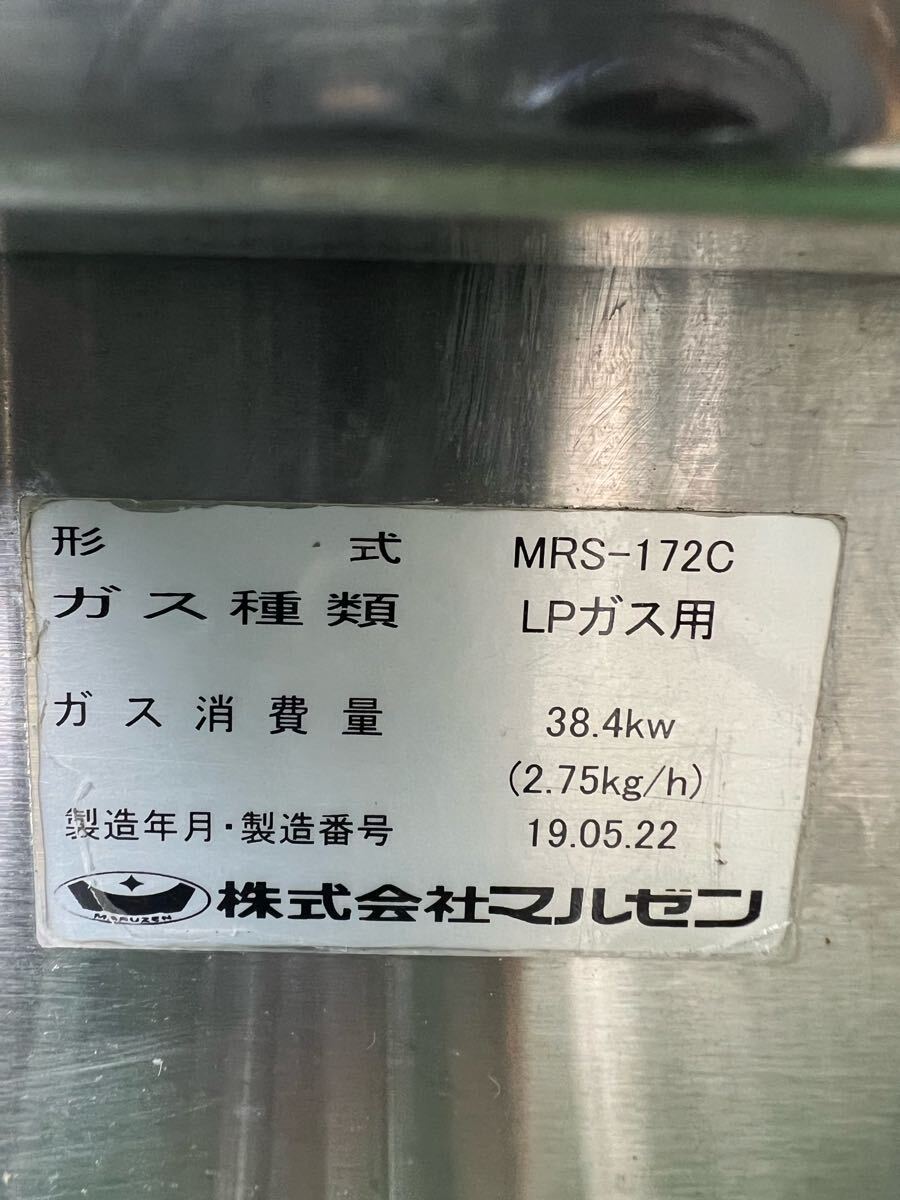 形式 MRS-172C
ガス種類 LPガス用
ガス消費量 38.4kw
(2.75kg/h)
製造年月・製造番号 19.05.22
MARUZEN 株式会社マルゼン